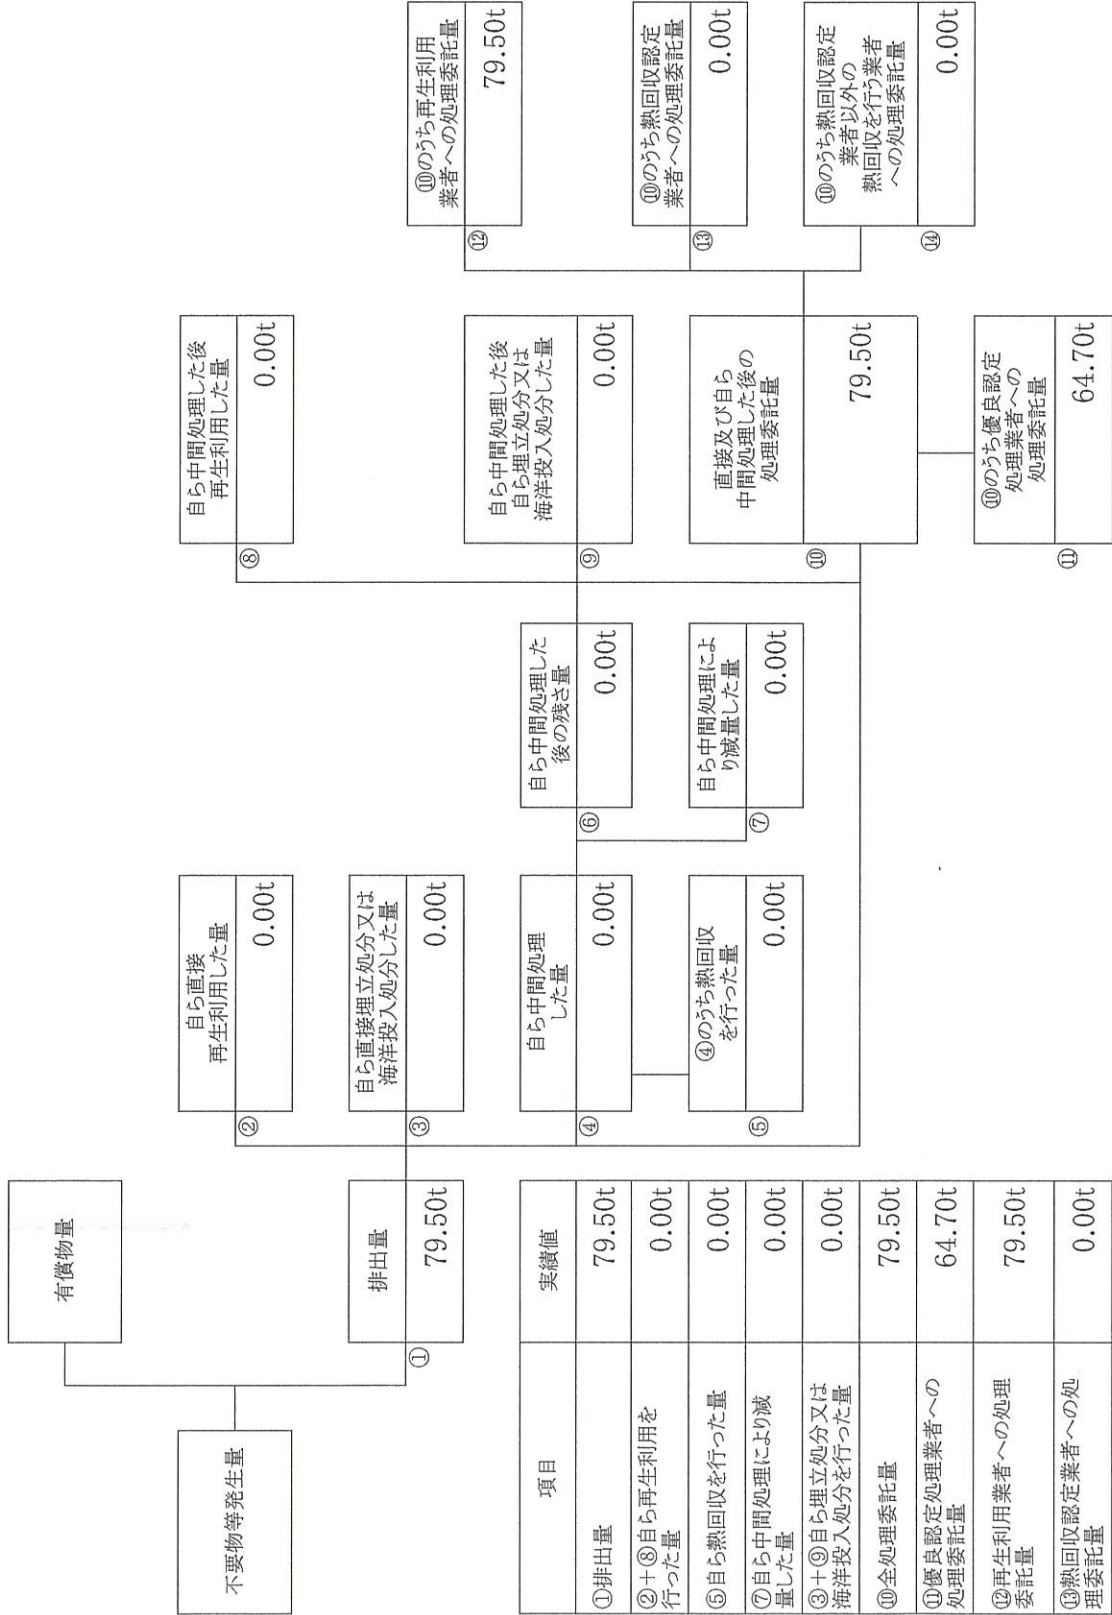 不要物等発生量
有償物量
①
排出量
79.50t
②
自ら直接
再生利用した量
0.00t
③
自ら直接埋立処分又は
海洋投入処分した量
0.00t
④
自ら中間処理
した量
0.00t
⑤
④のうち熱回収
を行った量
0.00t
⑥
自ら中間処理した
後の残さ量
0.00t
⑦
自ら中間処理によ
り減量した量
0.00t
⑧
自ら中間処理した後
再生利用した量
0.00t
⑨
自ら中間処理した後
自ら埋立処分又は
海洋投入処分した量
0.00t
⑩
直接及び自ら
中間処理した後の
処理委託量
79.50t
⑪
⑩のうち優良認定
処理業者への
処理委託量
64.70t
⑫
⑩のうち再生利用
業者への処理委託量
79.50t
⑬
⑩のうち熱回収認定
業者への処理委託量
0.00t
⑭
⑩のうち熱回収認定
業者以外の
熱回収を行う業者
への処理委託量
0.00t
項目 実績値
①排出量 79.50t
②+⑧自ら再生利用を
行った量 0.00t
⑤自ら熱回収を行った量 0.00t
⑦自ら中間処理により減
量した量 0.00t
③+⑨自ら埋立処分又は
海洋投入処分を行った量 0.00t
⑩全処理委託量 79.50t
⑪優良認定処理業者への
処理委託量 64.70t
⑫再生利用業者への処理
委託量 79.50t
⑬熱回収認定業者への処
理委託量 0.00t